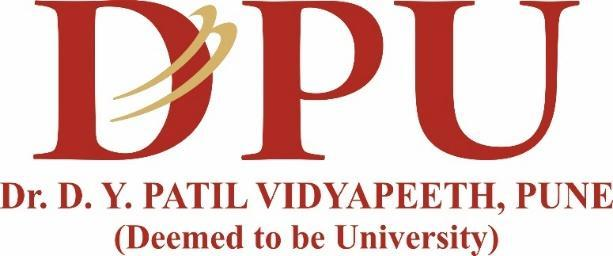 DPU
Dr. D. Y. PATIL VIDYAPEETH, PUNE
(Deemed to be University)